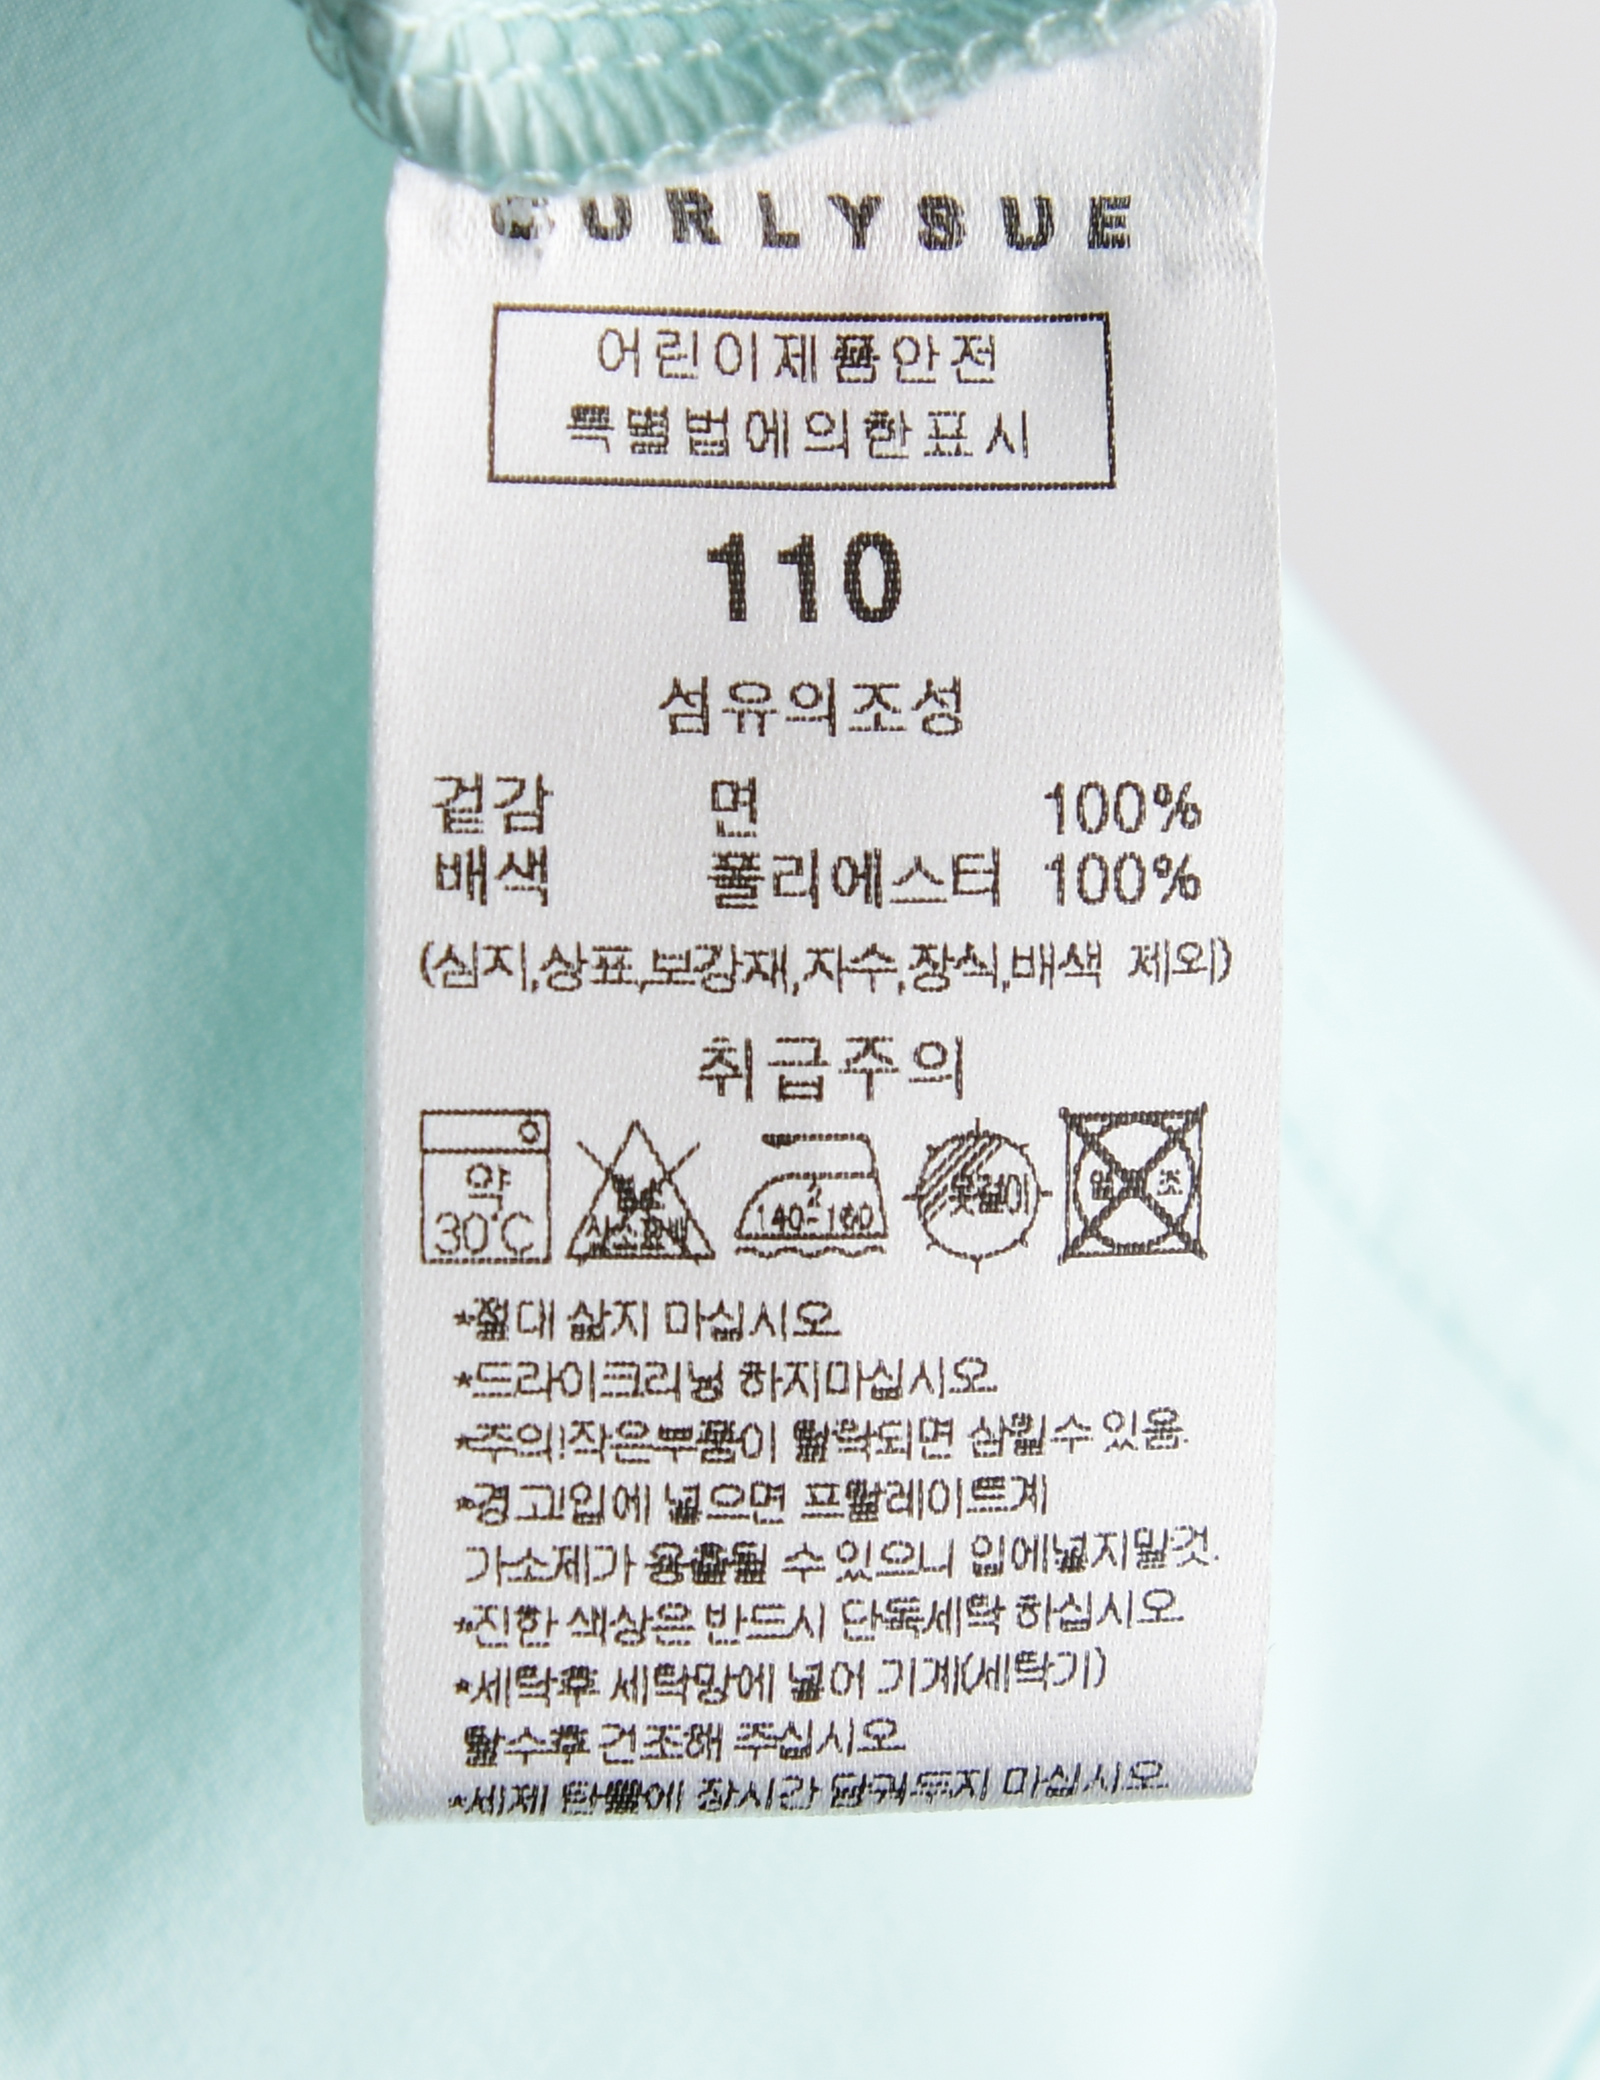 CURLYSUE
어린이제품안전
특별법에의한표시
110
섬유의조성
겉감 면 100%
배색 폴리에스터 100%
(심지,상표,보강재,자수,장식,배색 제외)
취급주의
약 30℃
염소 산소표백
140-160
옷걸이
*절대 삶지 마십시오
*드라이크리닝 하지마십시오
*주의!작은부품이 탈락되면 삼킬수 있음.
*경고!입에 넣으면 프탈레이트계
가소제가 용출될 수 있으니 입에넣지말것.
*진한 색상은 반드시 단독세탁 하십시오
*세탁후 세탁망에 넣어 기계(세탁기)
탈수후 건조해 주십시오
*세제 탄물에 장시간 담궈두지 마십시오